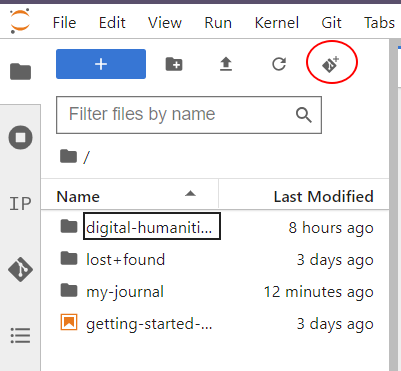 File Edit View Run Kernel Git Tabs
Filter files by name
/
IP
Name Last Modified
digital-humaniti... 8 hours ago
lost+found 3 days ago
my-journal 12 minutes ago
getting-started-... 3 days ago